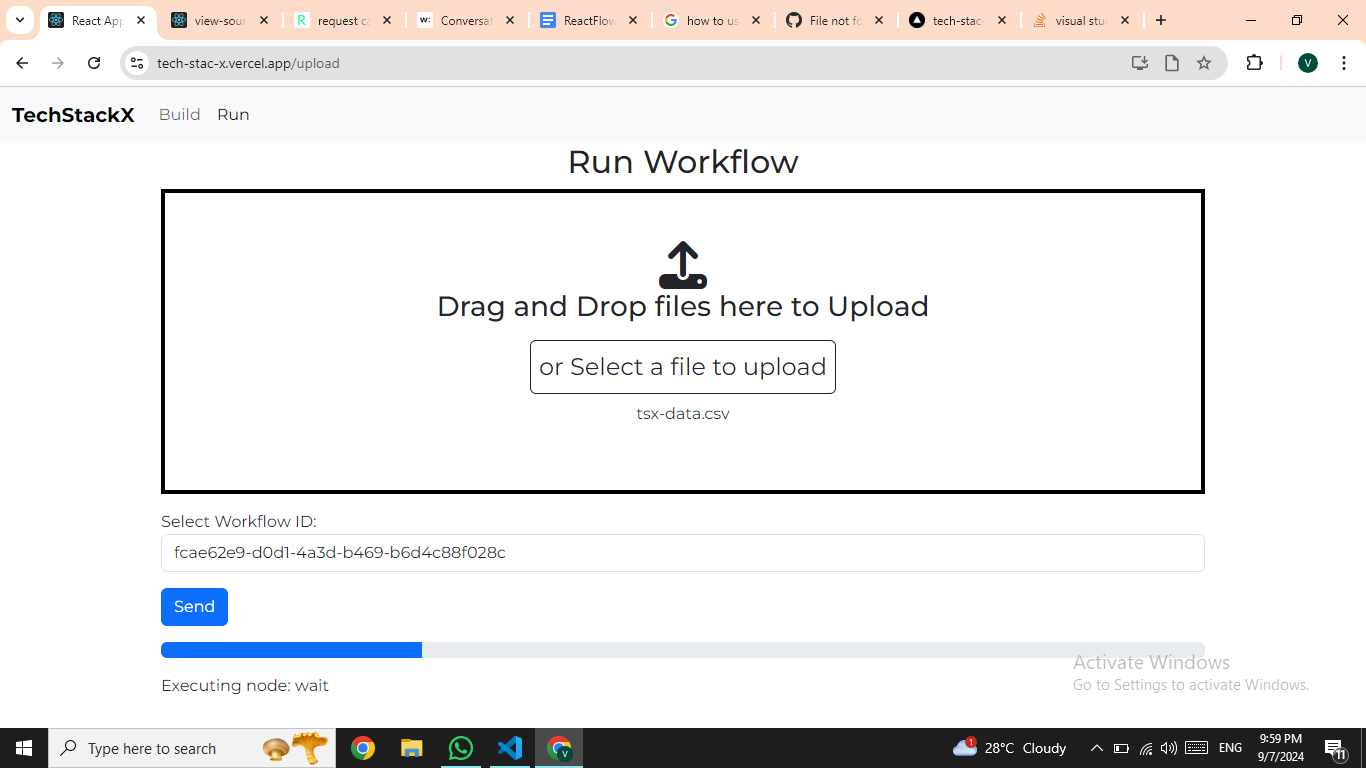 React App
view-sour
request ca
Conversat
ReactFlow
how to us
File not fo
tech-stac
visual stud
tech-stac-x.vercel.app/upload
V
TechStackX Build Run
Run Workflow
Drag and Drop files here to Upload
or Select a file to upload
tsx-data.csv
Select Workflow ID:
fcae62e9-d0d1-4a3d-b469-b6d4c88f028c
Send
Executing node: wait
Activate Windows
Go to Settings to activate Windows.
Type here to search
1
28°C Cloudy
ENG
9:59 PM
9/7/2024
11